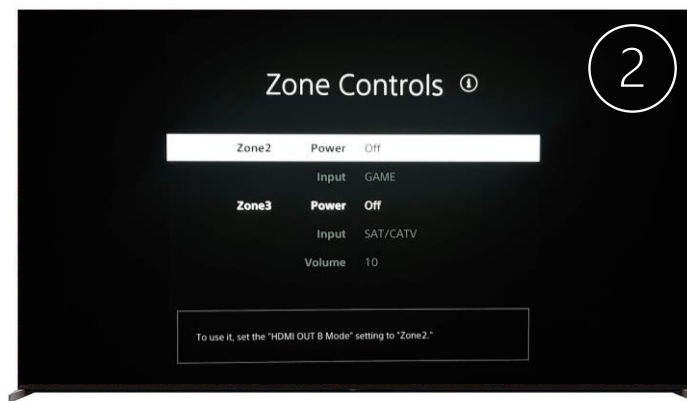 2
Zone Controls
Zone2 Power Off
Input GAME
Zone3 Power Off
Input SAT/CATV
Volume 10
To use it, set the "HDMI OUT B Mode" setting to "Zone2."